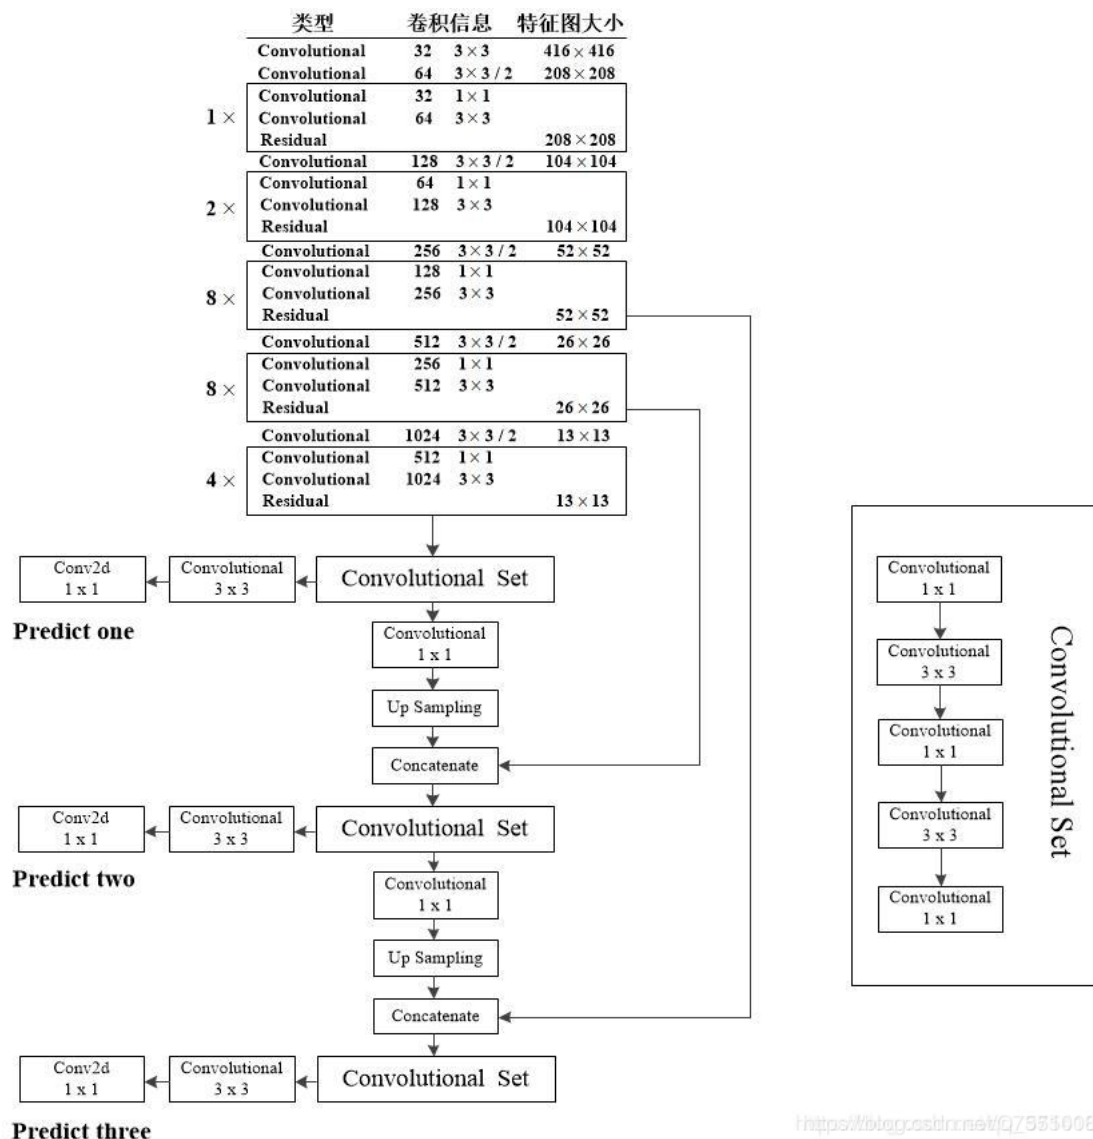 类型 卷积信息 特征图大小
Convolutional 32 3×3 416×416
Convolutional 64 3×3/2 208×208
Convolutional 32 1×1
1× Convolutional 64 3×3
Residual 208×208
Convolutional 128 3×3/2 104×104
Convolutional 64 1×1
2× Convolutional 128 3×3
Residual 104×104
Convolutional 256 3×3/2 52×52
Convolutional 128 1×1
8× Convolutional 256 3×3
Residual 52×52
Convolutional 512 3×3/2 26×26
Convolutional 256 1×1
8× Convolutional 512 3×3
Residual 26×26
Convolutional 1024 3×3/2 13×13
Convolutional 512 1×1
4× Convolutional 1024 3×3
Residual 13×13
Conv2d
1 x 1
Convolutional
3 x 3
Convolutional Set
Predict one
Convolutional
1 x 1
Up Sampling
Concatenate
Conv2d
1 x 1
Convolutional
3 x 3
Convolutional Set
Predict two
Convolutional
1 x 1
Up Sampling
Concatenate
Conv2d
1 x 1
Convolutional
3 x 3
Convolutional Set
Predict three
Convolutional
1 x 1
Convolutional
3 x 3
Convolutional
1 x 1
Convolutional
3 x 3
Convolutional
1 x 1
Convolutional Set